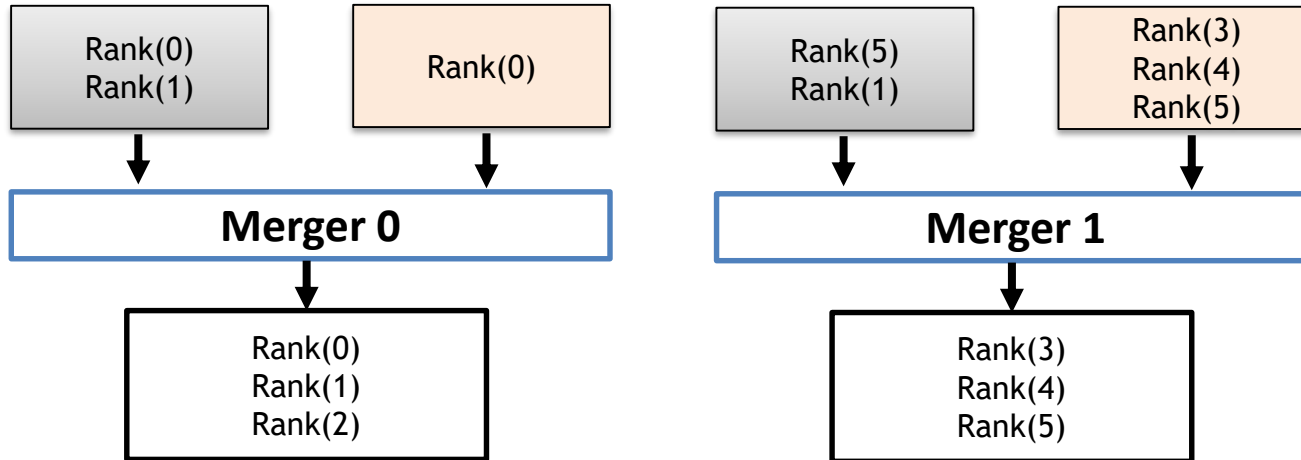 Rank(0)
Rank(1)
Rank(0)
Merger 0
Rank(0)
Rank(1)
Rank(2)
Rank(5)
Rank(1)
Rank(3)
Rank(4)
Rank(5)
Merger 1
Rank(3)
Rank(4)
Rank(5)